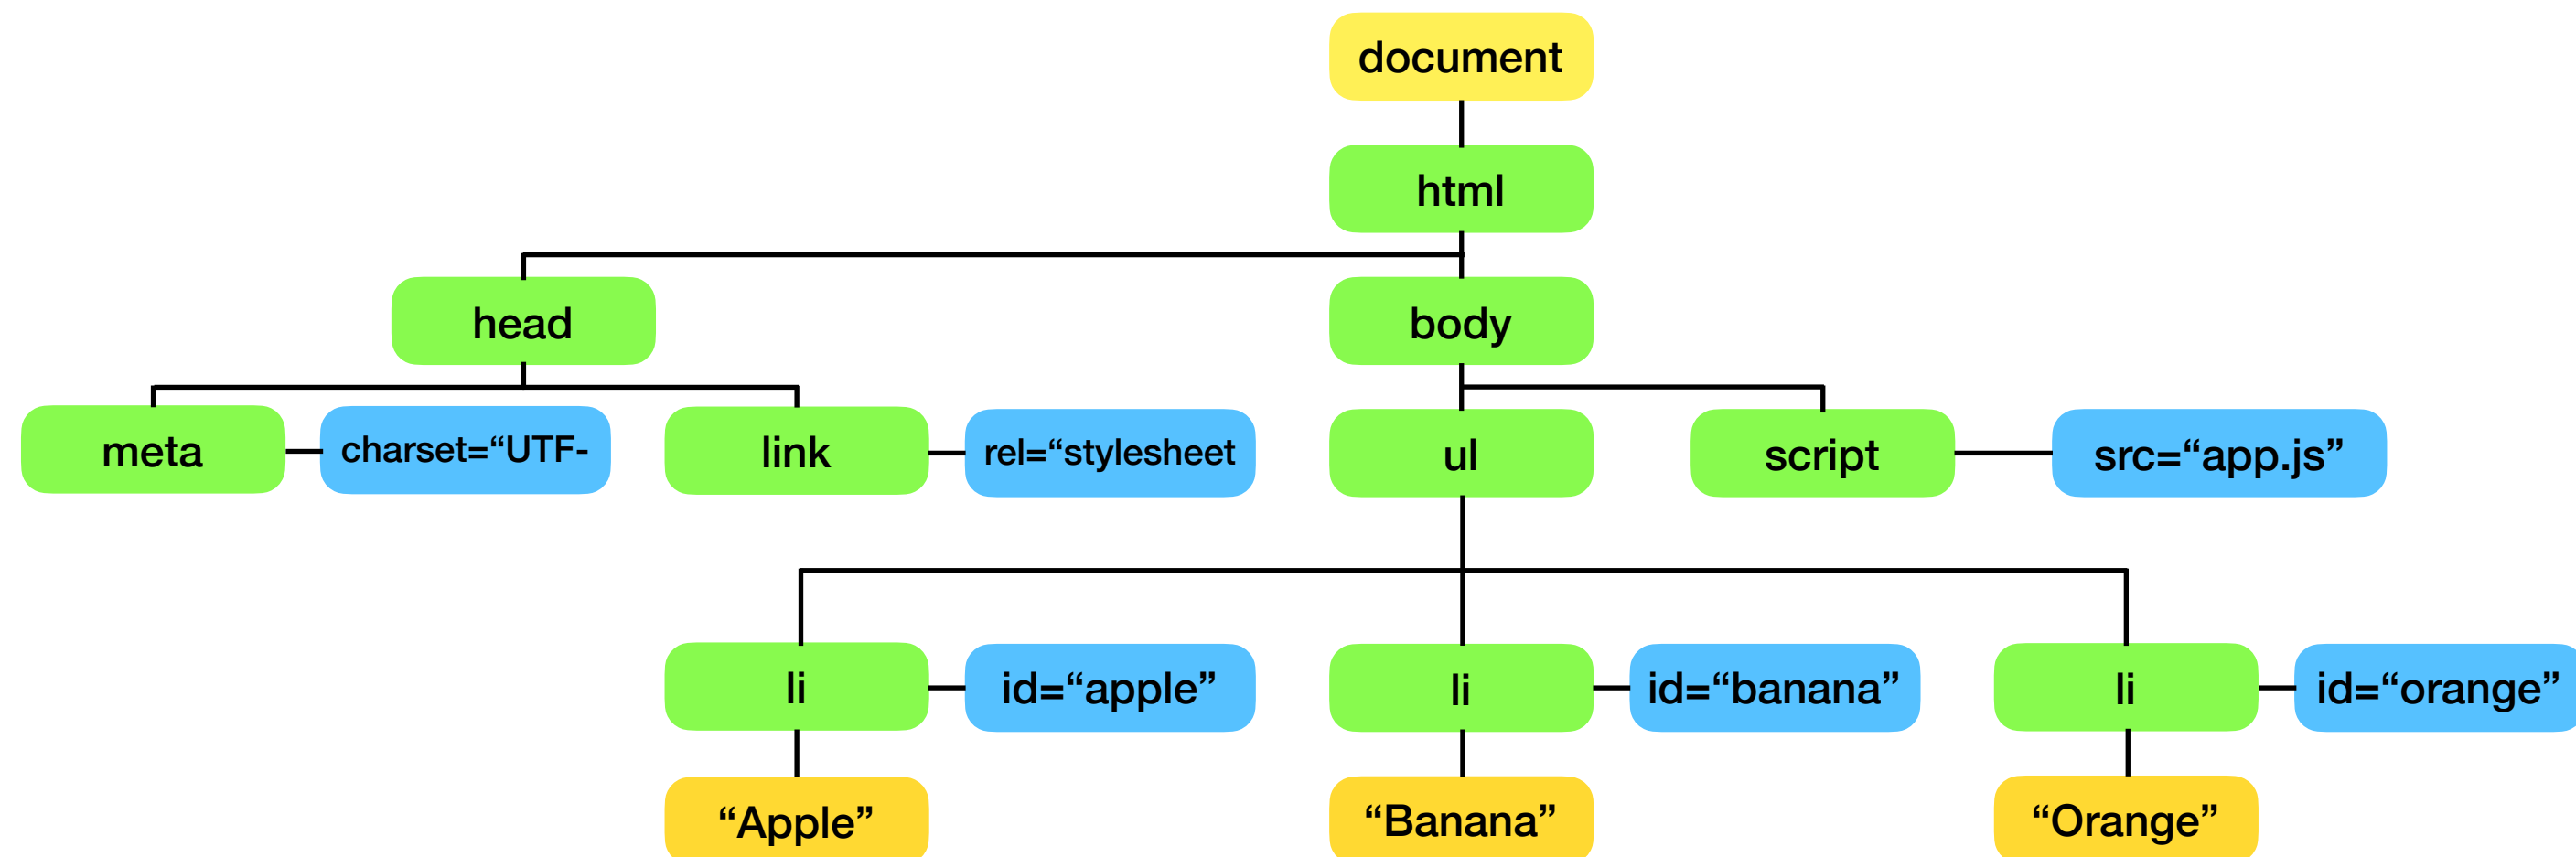 document
html
head
body
meta
charset=“UTF-
link
rel=“stylesheet
ul
script
src=“app.js”
li
id=“apple”
li
id=“banana”
li
id=“orange”
“Apple”
“Banana”
“Orange”